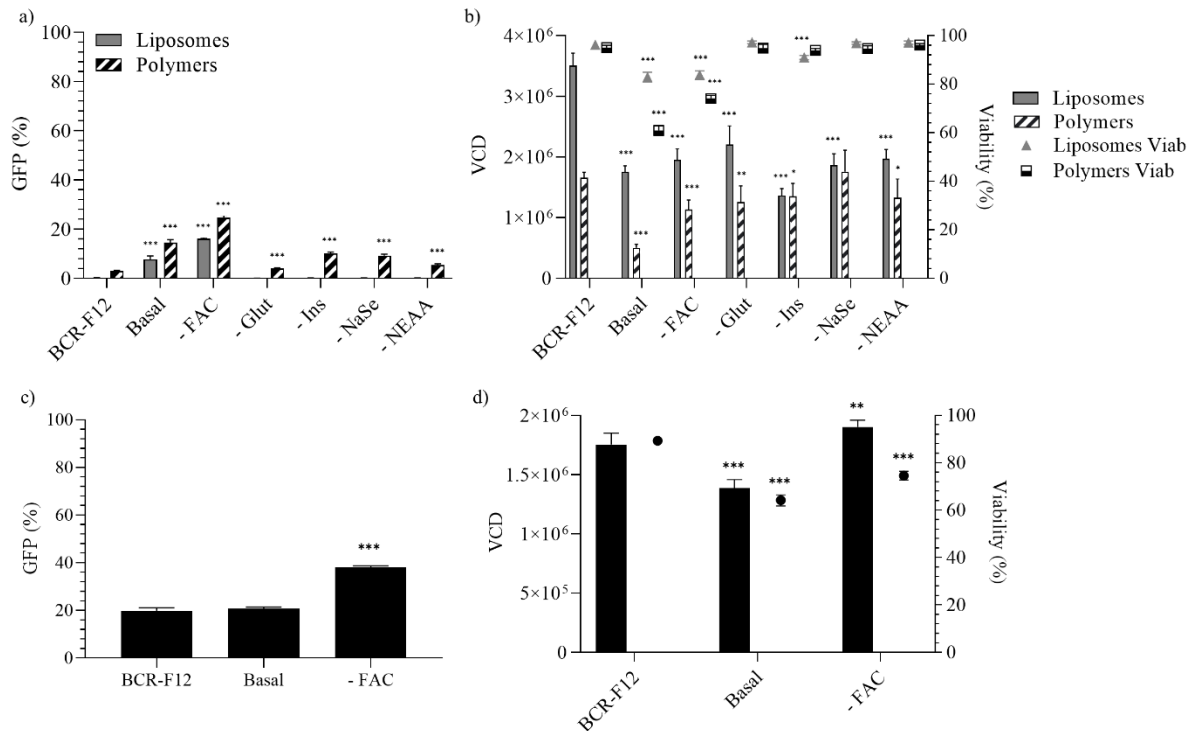 a)
GFP (%)
100
80
60
40
20
0
Liposomes
Polymers
*** *** *** *** *** *** *** ***
BCR-F12 Basal - FAC - Glut - Ins - NaSe - NEAA
b)
VCD
4×10⁶
3×10⁶
2×10⁶
1×10⁶
0
*** *** *** *** *** ***
*** *** *** ** *** * *** *** *
Viability (%)
100
80
60
40
20
0
BCR-F12 Basal - FAC - Glut - Ins - NaSe - NEAA
Liposomes
Polymers
Liposomes Viab
Polymers Viab
c)
GFP (%)
100
80
60
40
20
0
***
BCR-F12 Basal - FAC
d)
VCD
2×10⁶
1.5×10⁶
1×10⁶
5×10⁵
0
*** *** ** ***
Viability (%)
100
80
60
40
20
0
BCR-F12 Basal - FAC